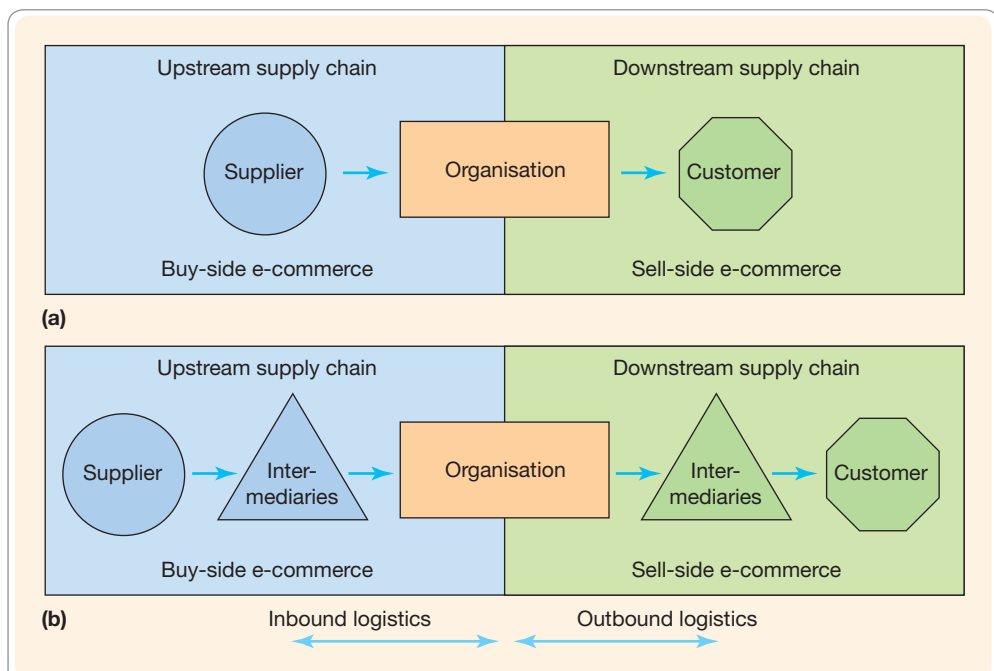 Upstream supply chain
Downstream supply chain
Supplier
Organisation
Customer
Buy-side e-commerce
Sell-side e-commerce
(a)
Upstream supply chain
Downstream supply chain
Supplier
Inter-
mediaries
Organisation
Inter-
mediaries
Customer
Buy-side e-commerce
Sell-side e-commerce
(b)
Inbound logistics
Outbound logistics